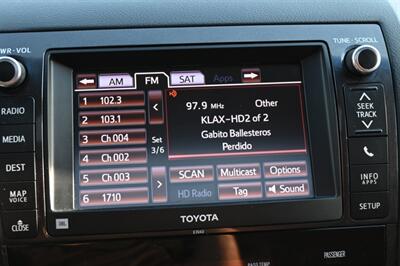 PWR・VOL
TUNE・SCROLL
AM
FM
SAT
Apps
RADIO
MEDIA
DEST
MAP
VOICE
CLOSE
1 102.3
2 103.1
3 Ch 004
4 Ch 002
5 Ch 003
6 1710
Set
3/6
97.9 MHz Other
KLAX-HD2 of 2
Gabito Ballesteros
Perdido
SCAN
Multicast
Options
HD Radio
Tag
Sound
SEEK
TRACK
INFO
APPS
SETUP
JBL
TOYOTA
PASS TEMP
PASSENGER